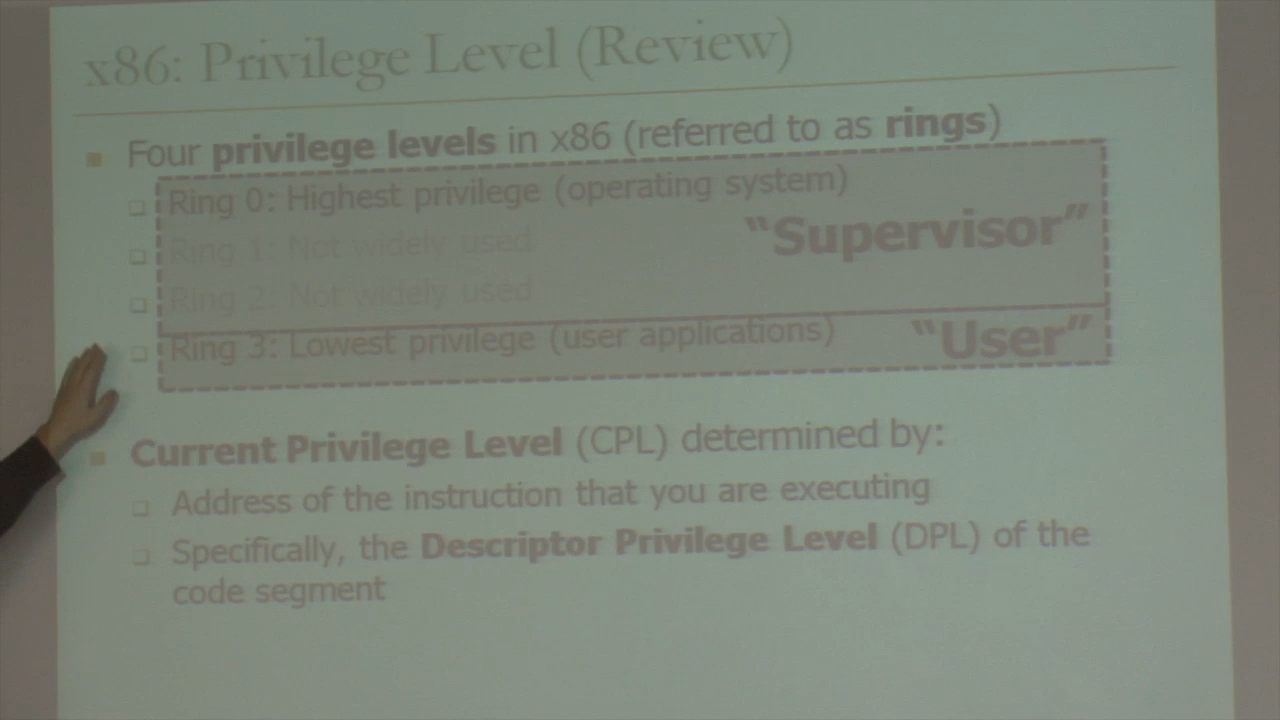 x86: Privilege Level (Review)
Four privilege levels in x86 (referred to as rings)
Ring 0: Highest privilege (operating system)
"Supervisor"
Ring 1: Not widely used
Ring 2: Not widely used
Ring 3: Lowest privilege (user applications)
"User"
Current Privilege Level (CPL) determined by:
Address of the instruction that you are executing
Specifically, the Descriptor Privilege Level (DPL) of the
code segment